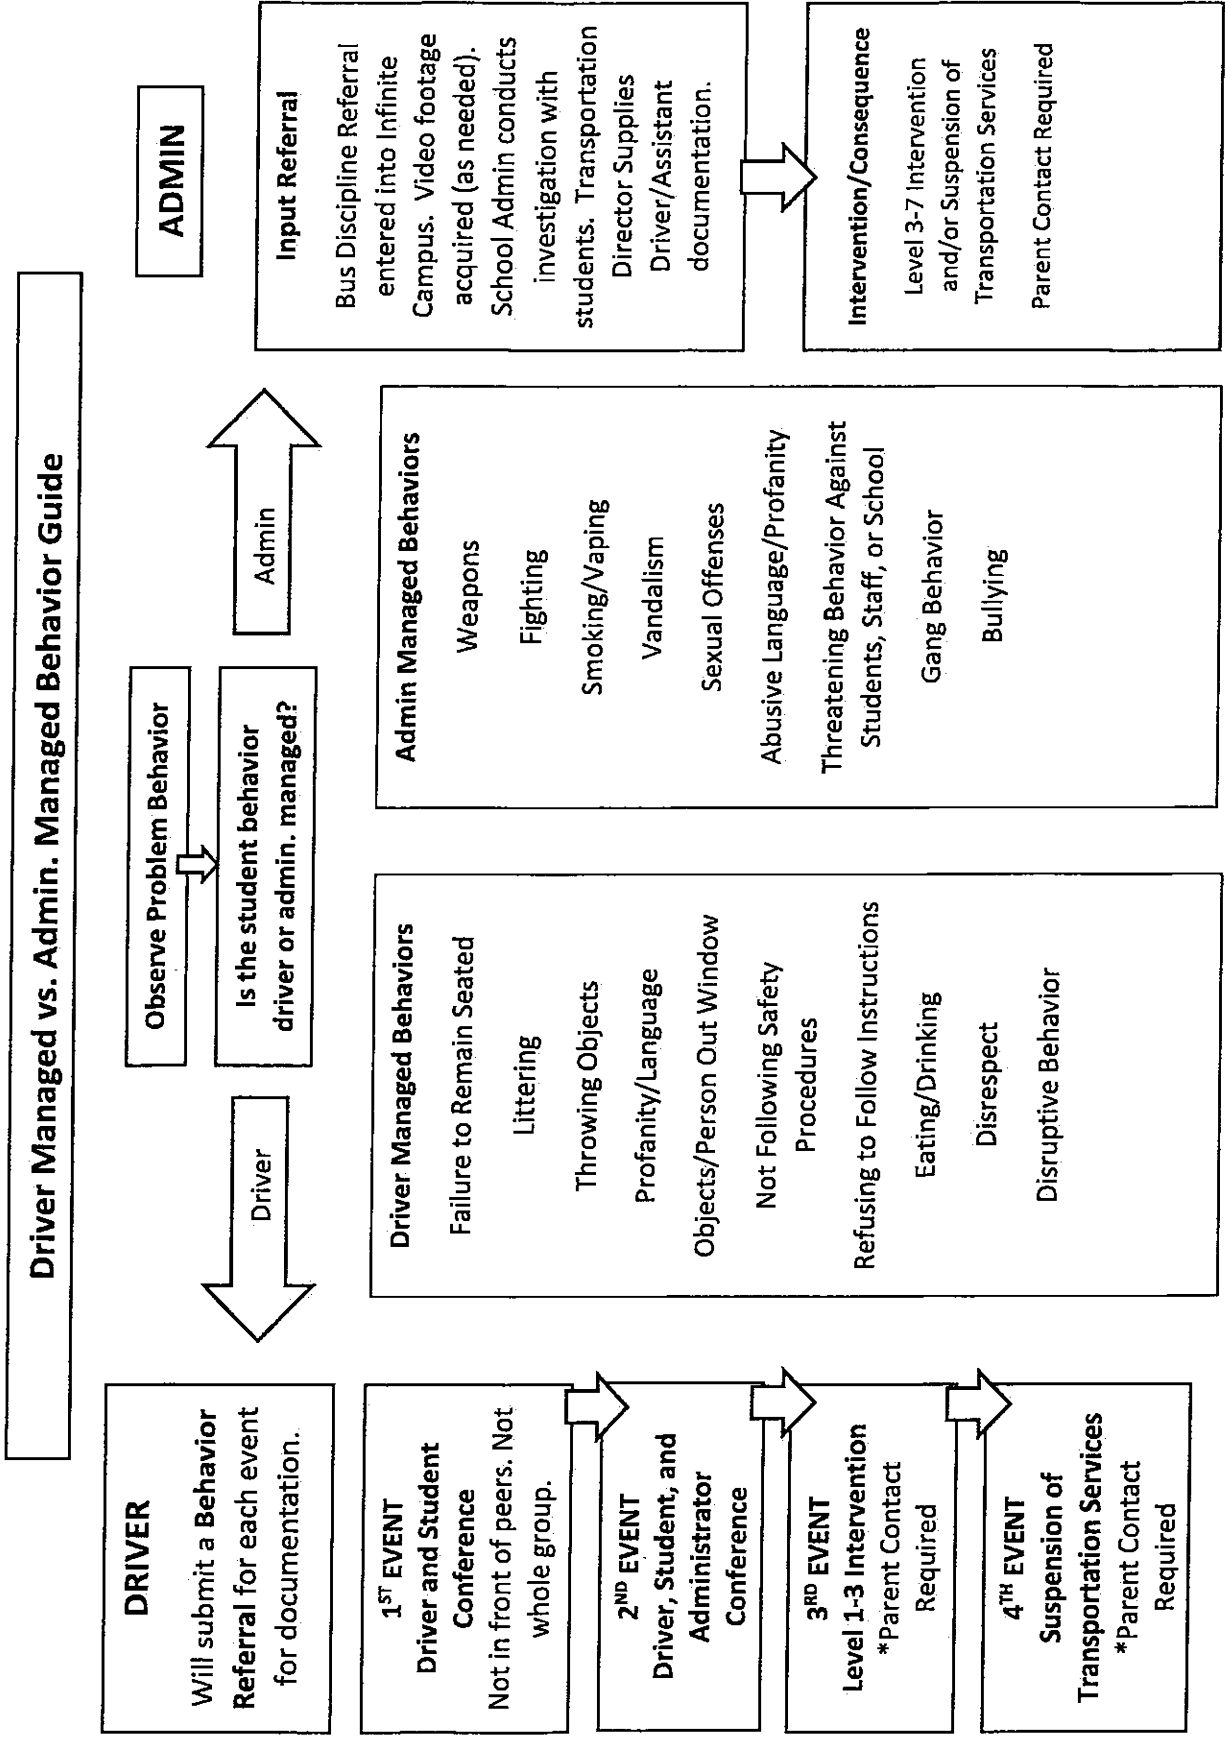 Driver Managed vs. Admin. Managed Behavior Guide
Observe Problem Behavior
Is the student behavior
driver or admin. managed?
Driver
Admin
DRIVER
Will submit a Behavior
Referral for each event
for documentation.
1ST EVENT
Driver and Student
Conference
Not in front of peers. Not
whole group.
2ND EVENT
Driver, Student, and
Administrator
Conference
3RD EVENT
Level 1-3 Intervention
*Parent Contact
Required
4TH EVENT
Suspension of
Transportation Services
*Parent Contact
Required
Driver Managed Behaviors
Failure to Remain Seated
Littering
Throwing Objects
Profanity/Language
Objects/Person Out Window
Not Following Safety
Procedures
Refusing to Follow Instructions
Eating/Drinking
Disrespect
Disruptive Behavior
Admin Managed Behaviors
Weapons
Fighting
Smoking/Vaping
Vandalism
Sexual Offenses
Abusive Language/Profanity
Threatening Behavior Against
Students, Staff, or School
Gang Behavior
Bullying
ADMIN
Input Referral
Bus Discipline Referral
entered into Infinite
Campus. Video footage
acquired (as needed).
School Admin conducts
investigation with
students. Transportation
Director Supplies
Driver/Assistant
documentation.
Intervention/Consequence
Level 3-7 Intervention
and/or Suspension of
Transportation Services
Parent Contact Required